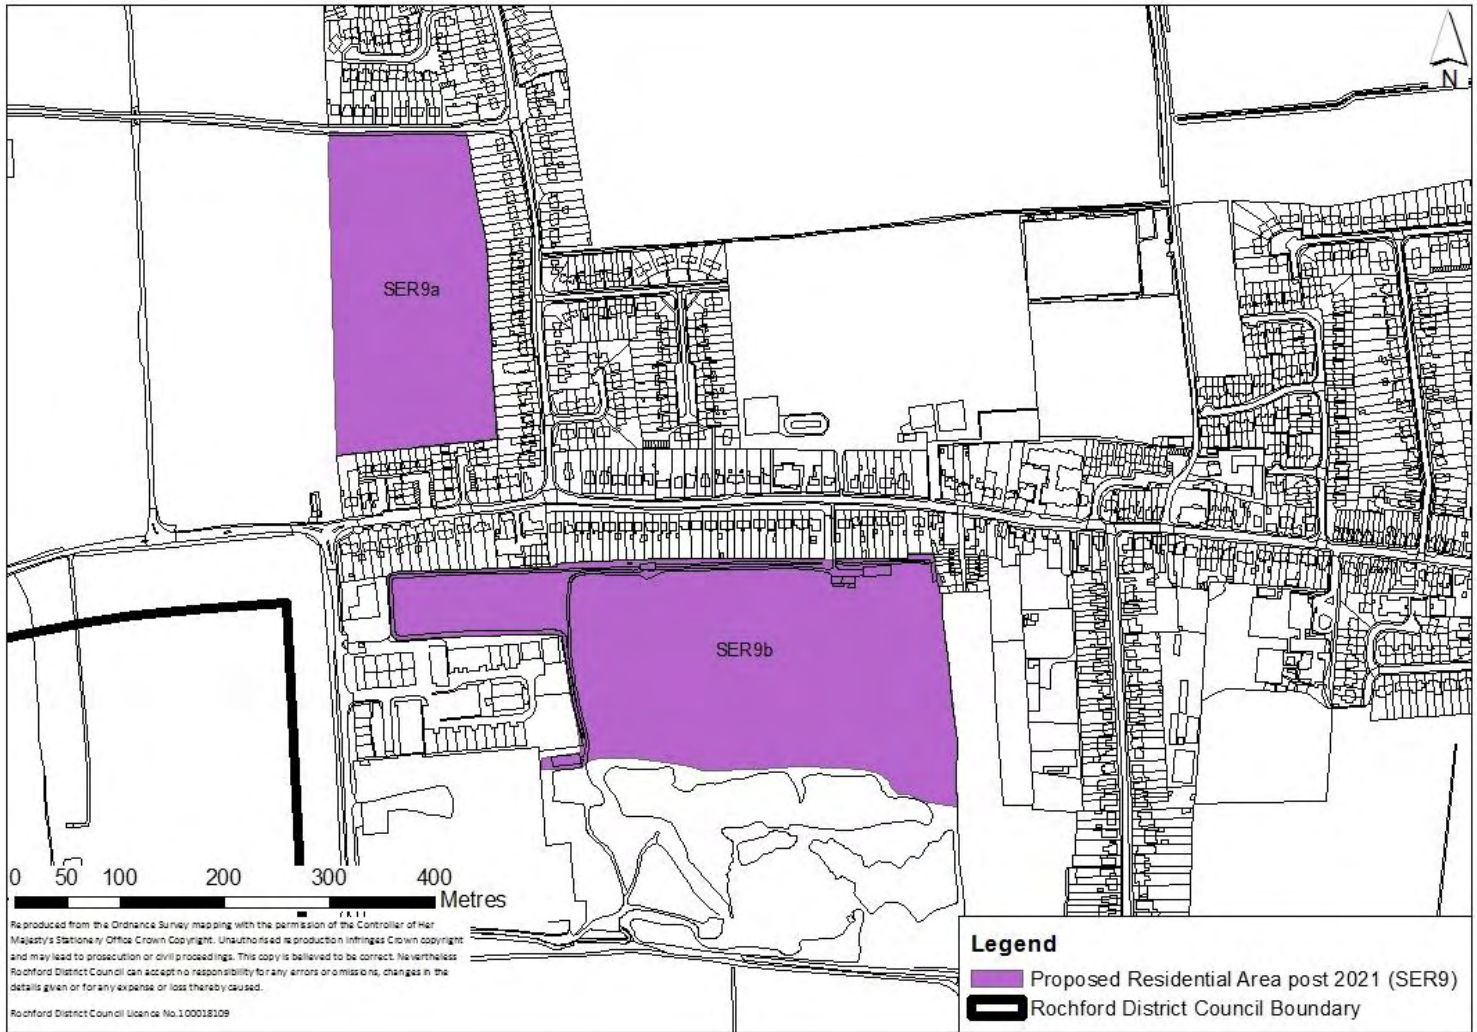 N
SER9a
SER9b
0 50 100 200 300 400
Metres
Reproduced from the Ordnance Survey mapping with the permission of the Controller of Her
Majesty's Stationery Office Crown Copyright. Unauthorised reproduction infringes Crown copyright
and may lead to prosecution or civil proceedings. This copy is believed to be correct. Nevertheless
Rochford District Council can accept no responsibility for any errors or omissions, changes in the
details given or for any expense or loss thereby caused.
Rochford District Council Licence No.100018109
Legend
Proposed Residential Area post 2021 (SER9)
Rochford District Council Boundary